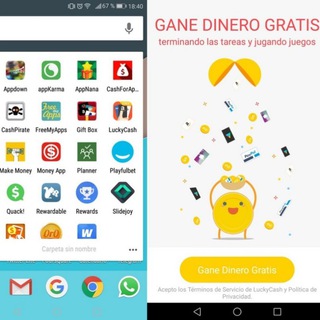 67 % 18:40
Appdown appKarma AppNana CashForAp...
CashPirate FreeMyApps Gift Box LuckyCash
Make Money Money App Planner Playfulbet
Quack! Rewardable Rewards Slidejoy
Carpeta sin nombre
GANE DINERO GRATIS
terminando las tareas y jugando juegos
Gane Dinero Gratis
Acepto los Términos de Servicio de LuckyCash y Política de
Privacidad.